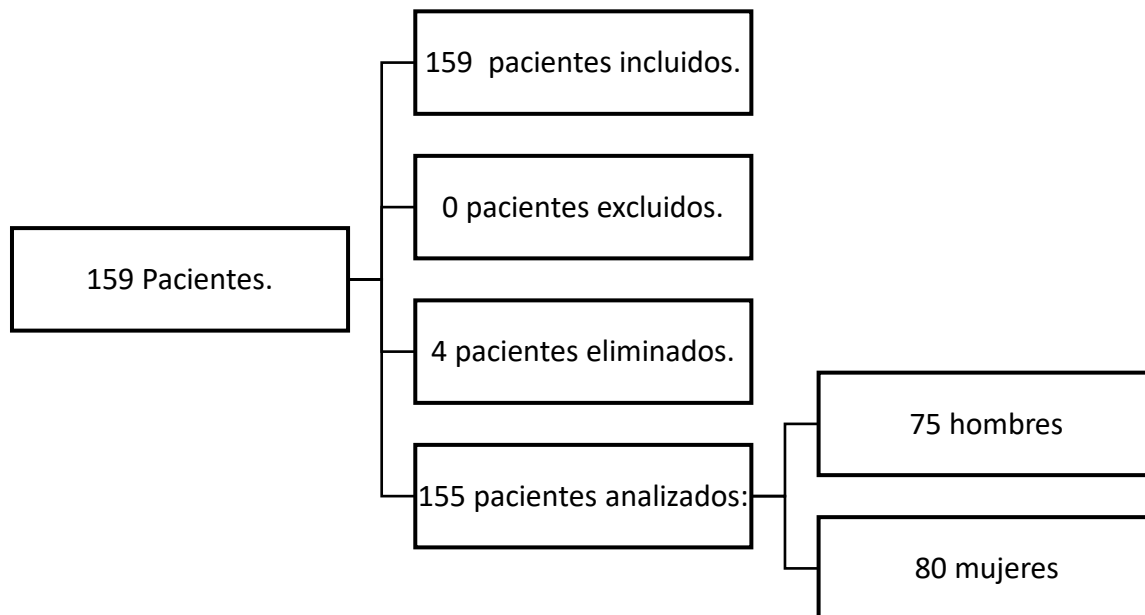 159 Pacientes.
159  pacientes incluidos.
0 pacientes excluidos.
4 pacientes eliminados.
155 pacientes analizados:
75 hombres
80 mujeres